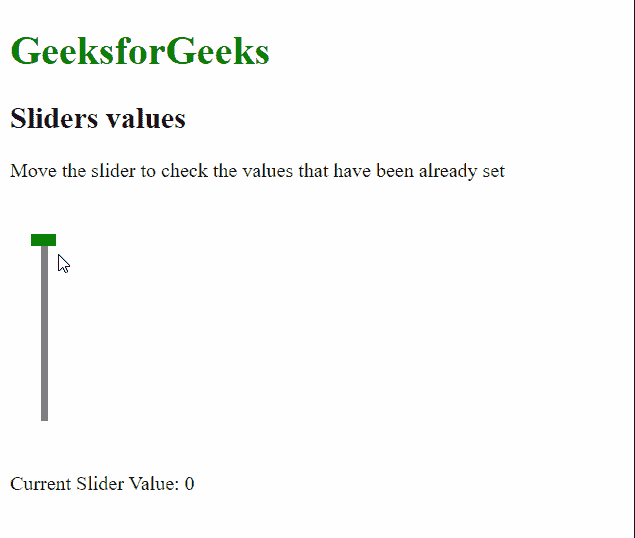 GeeksforGeeks
Sliders values
Move the slider to check the values that have been already set
Current Slider Value: 0